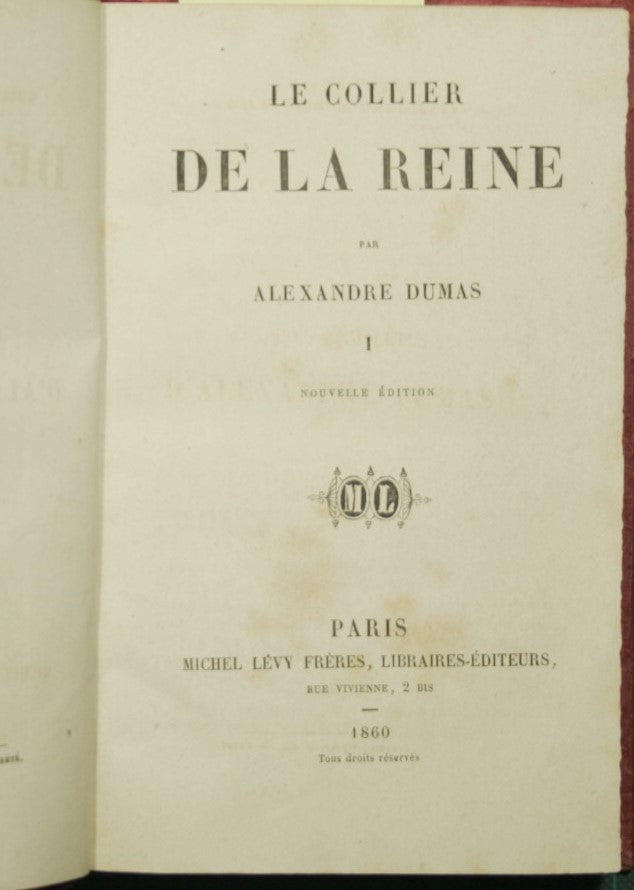 LE COLLIER
DE LA REINE
PAR
ALEXANDRE DUMAS
I
NOUVELLE ÉDITION
ML
PARIS
MICHEL LÉVY FRÈRES, LIBRAIRES-ÉDITEURS,
RUE VIVIENNE, 2 BIS
—
1860
Tous droits réservés